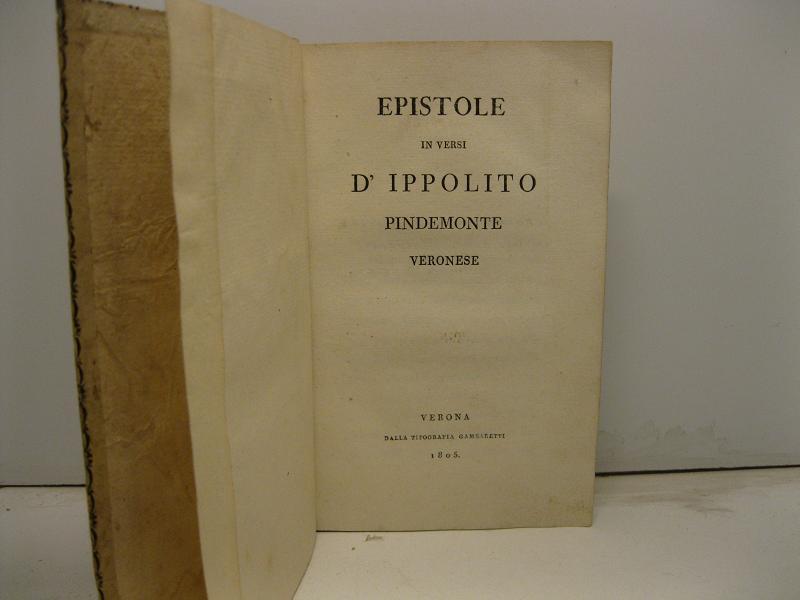 EPISTOLE
IN VERSI
D' IPPOLITO
PINDEMONTE
VERONESE
VERONA
DALLA TIPOGRAFIA GAMBARETTI
1805.